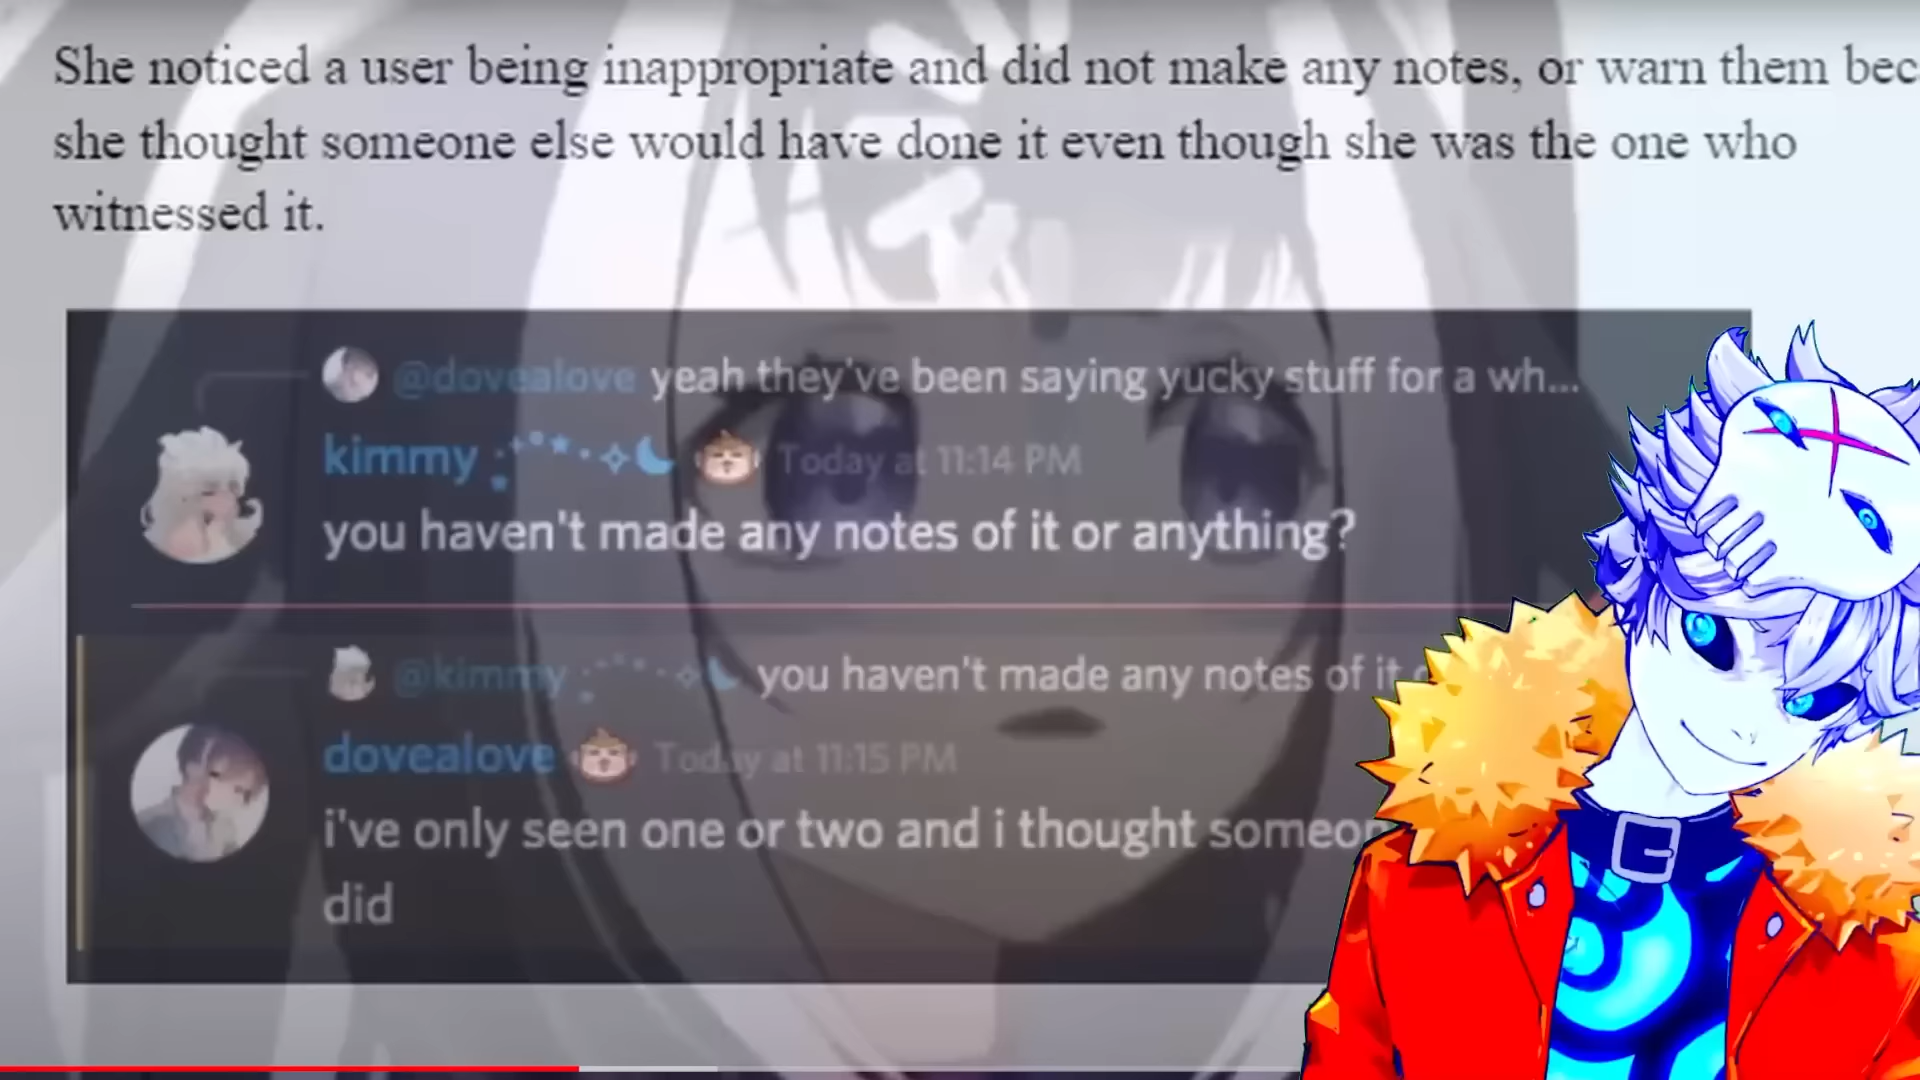 She noticed a user being inappropriate and did not make any notes, or warn them bec
she thought someone else would have done it even though she was the one who
witnessed it.
@dovealove yeah they've been saying yucky stuff for a wh...
kimmy Today at 11:14 PM
you haven't made any notes of it or anything?
@kimmy you haven't made any notes of it
dovealove Today at 11:15 PM
i've only seen one or two and i thought someon
did